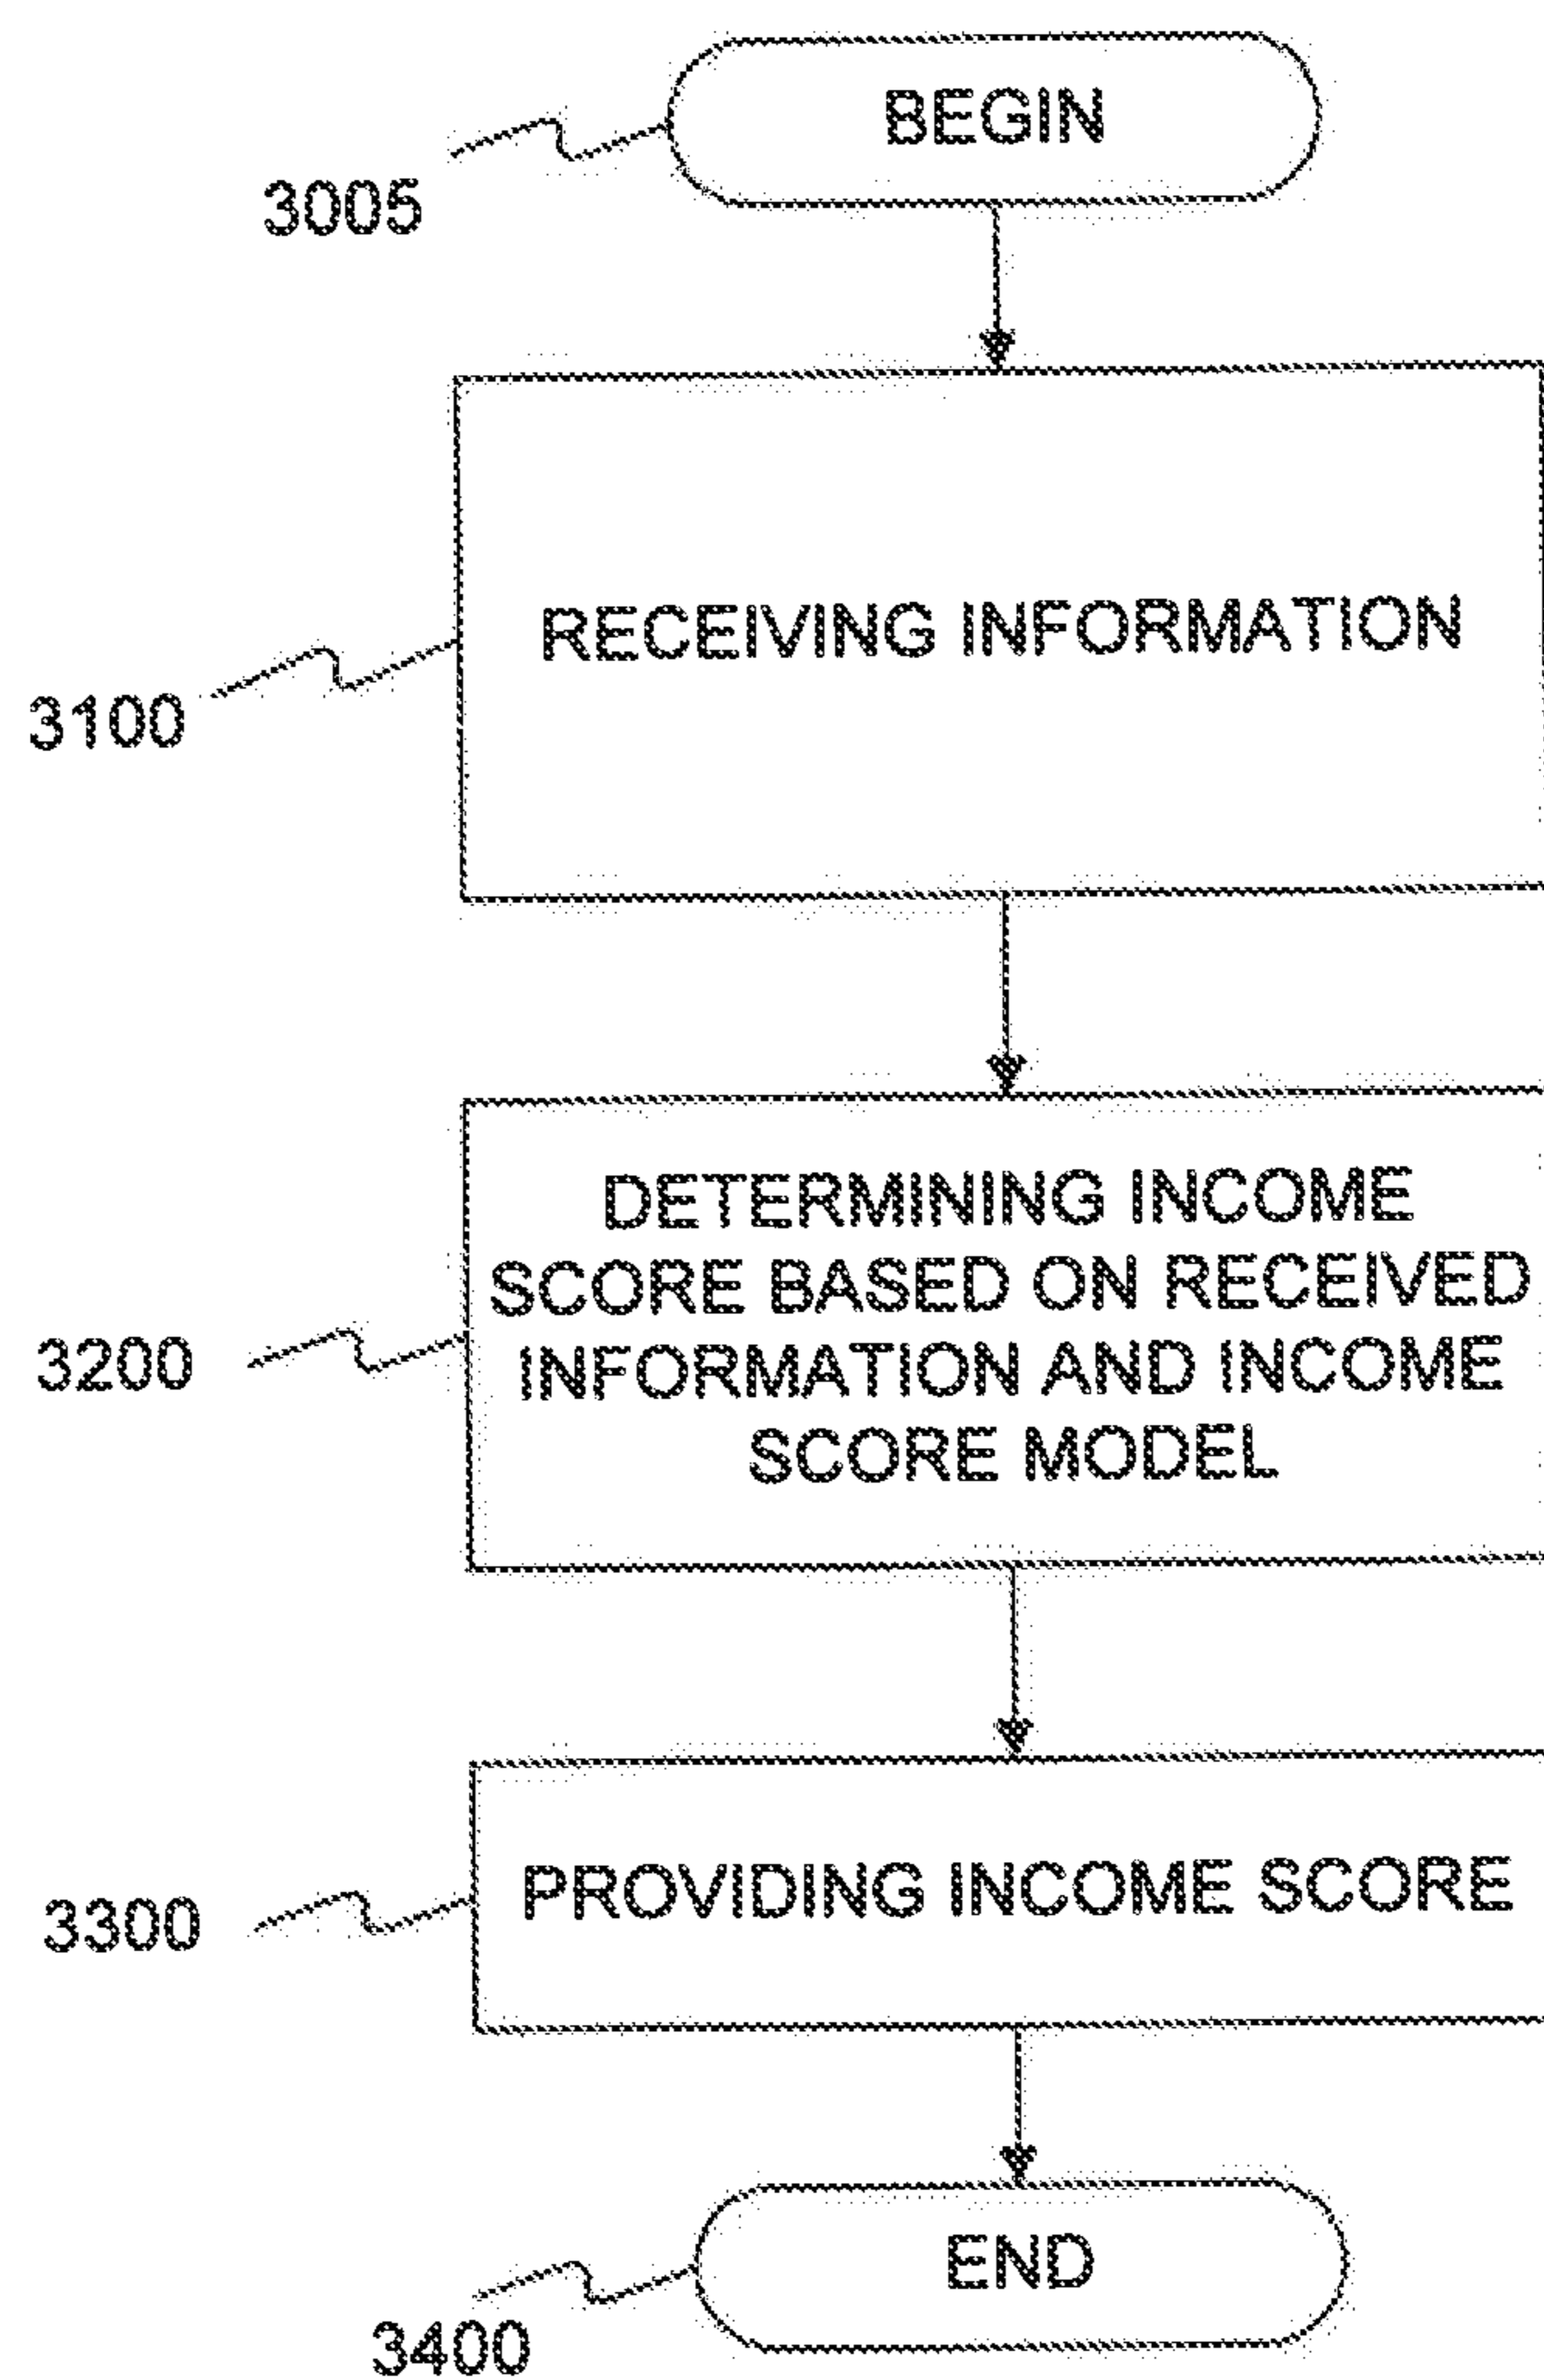 BEGIN
3005
RECEIVING INFORMATION
3100
DETERMINING INCOME
SCORE BASED ON RECEIVED
INFORMATION AND INCOME
SCORE MODEL
3200
PROVIDING INCOME SCORE
3300
END
3400